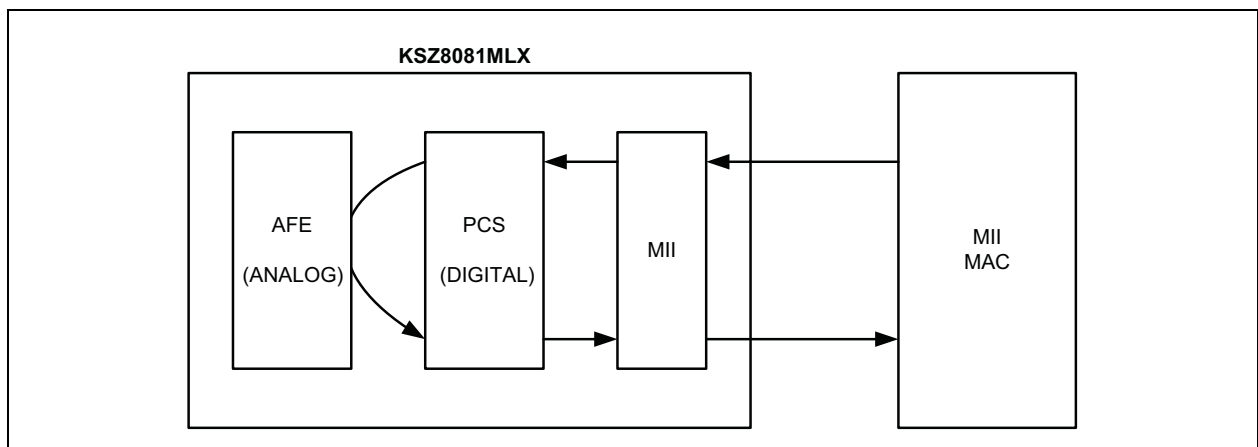 KSZ8081MLX
AFE
(ANALOG)
PCS
(DIGITAL)
MII
MII
MAC